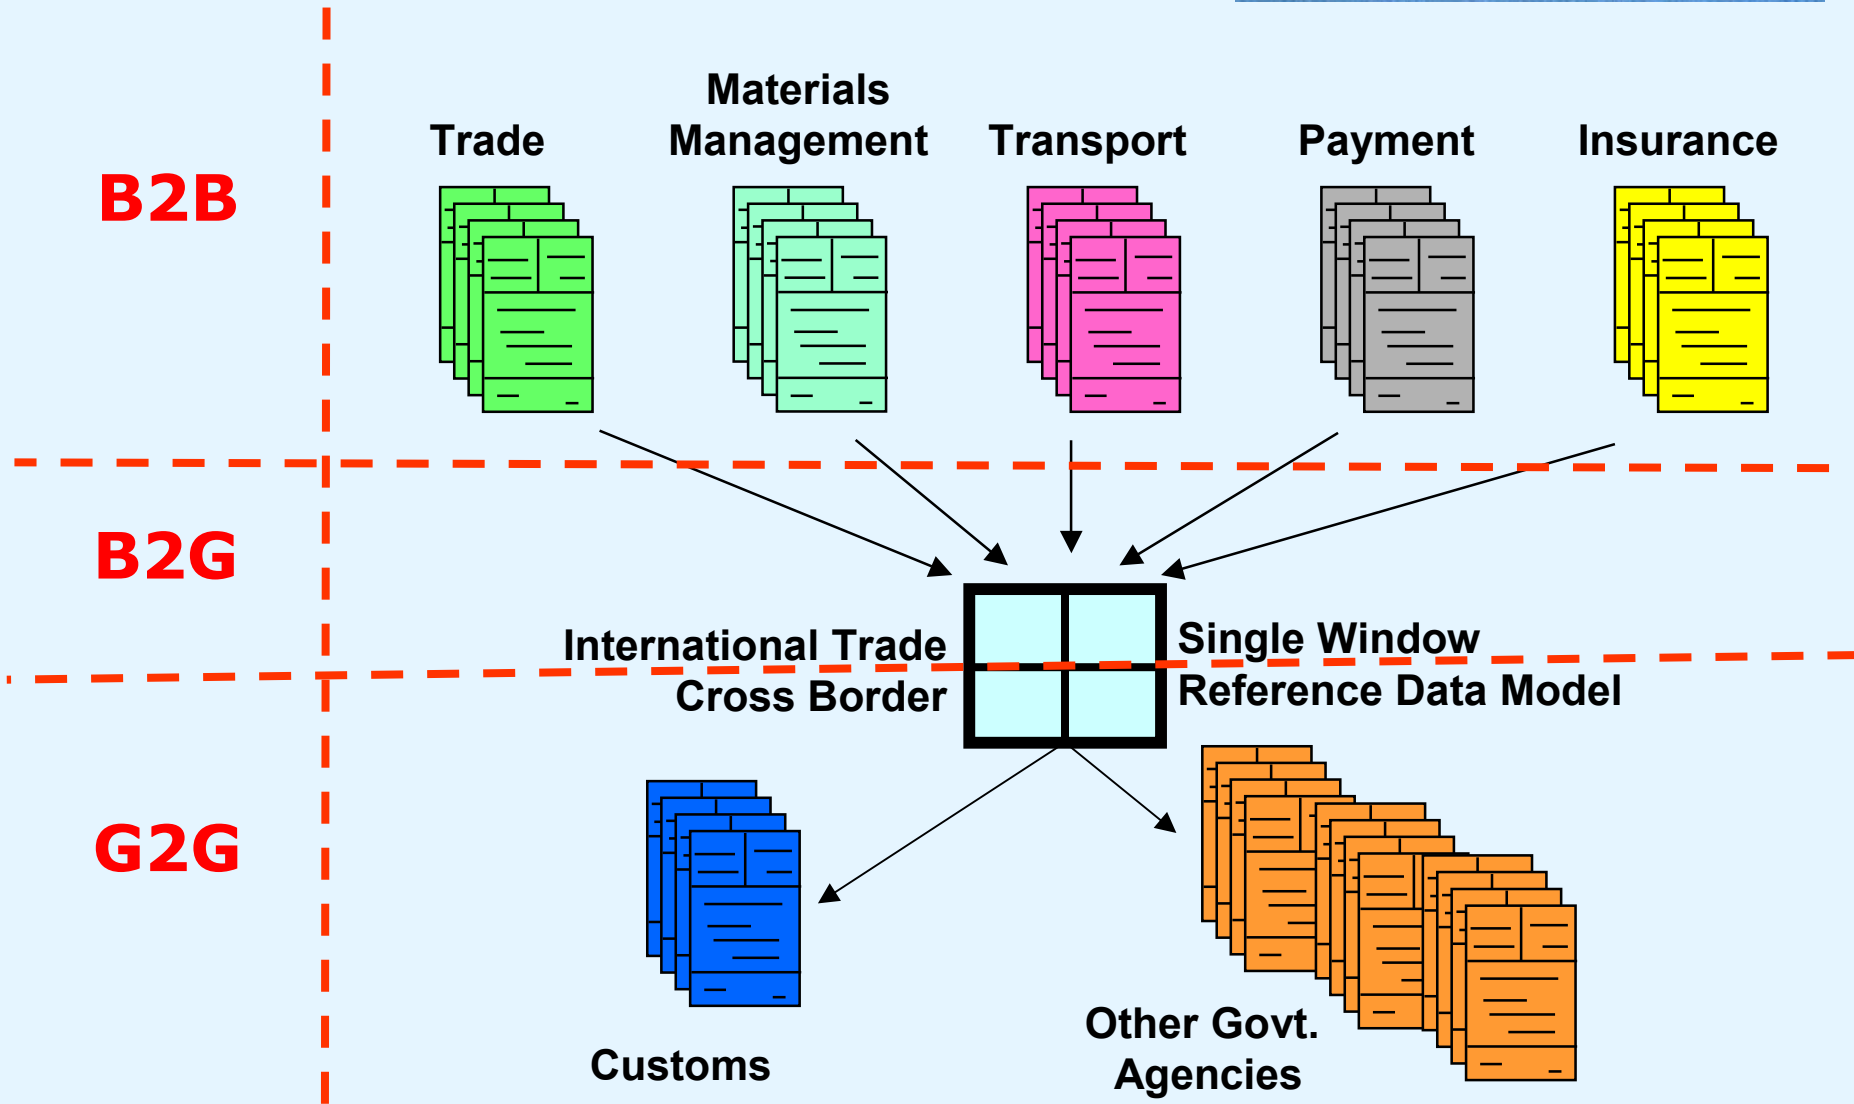 Materials
Trade
Management
Transport
Payment
Insurance
B2B
B2G
International Trade
Single Window
Cross Border
Reference Data Model
G2G
Customs
Other Govt.
Agencies